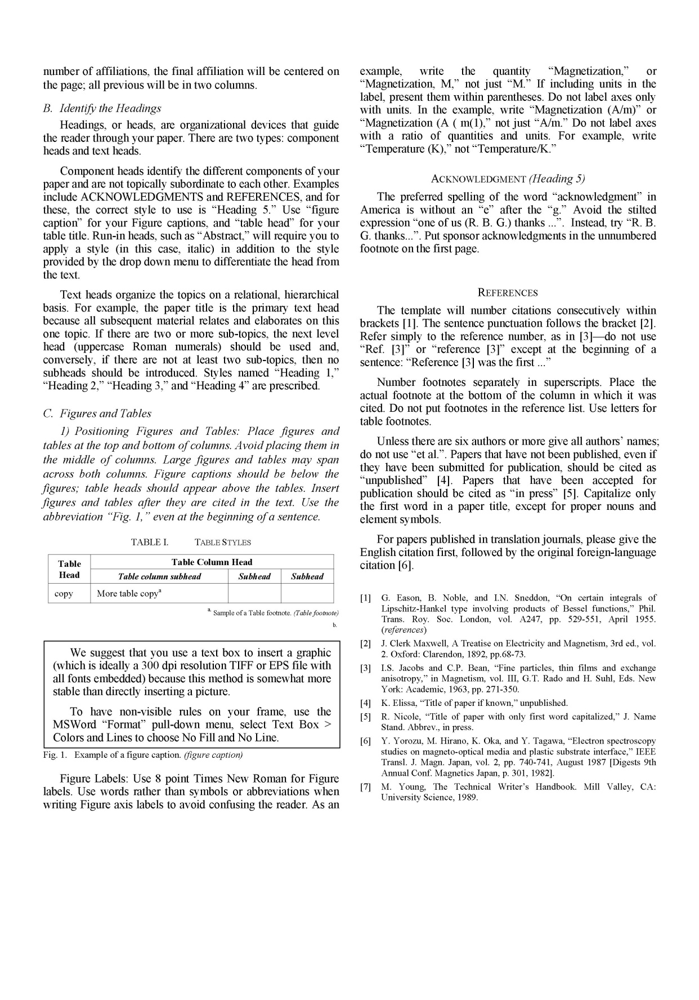 number of affiliations, the final affiliation will be centered on
the page; all previous will be in two columns.
B. Identify the Headings
Headings, or heads, are organizational devices that guide
the reader through your paper. There are two types: component
heads and text heads.
Component heads identify the different components of your
paper and are not topically subordinate to each other. Examples
include ACKNOWLEDGMENTS and REFERENCES, and for
these, the correct style to use is “Heading 5.” Use “figure
caption” for your Figure captions, and “table head” for your
table title. Run-in heads, such as “Abstract,” will require you to
apply a style (in this case, italic) in addition to the style
provided by the drop down menu to differentiate the head from
the text.
Text heads organize the topics on a relational, hierarchical
basis. For example, the paper title is the primary text head
because all subsequent material relates and elaborates on this
one topic. If there are two or more sub-topics, the next level
head (uppercase Roman numerals) should be used and,
conversely, if there are not at least two sub-topics, then no
subheads should be introduced. Styles named “Heading 1,”
“Heading 2,” “Heading 3,” and “Heading 4” are prescribed.
C. Figures and Tables
1) Positioning Figures and Tables: Place figures and
tables at the top and bottom of columns. Avoid placing them in
the middle of columns. Large figures and tables may span
across both columns. Figure captions should be below the
figures; table heads should appear above the tables. Insert
figures and tables after they are cited in the text. Use the
abbreviation “Fig. 1,” even at the beginning of a sentence.
TABLE I. TABLE STYLES
Table Head
Table Column Head
Table column subhead Subhead Subhead
copy More table copyª
a. Sample of a Table footnote. (Table footnote)
b.
We suggest that you use a text box to insert a graphic
(which is ideally a 300 dpi resolution TIFF or EPS file with
all fonts embedded) because this method is somewhat more
stable than directly inserting a picture.
To have non-visible rules on your frame, use the
MSWord “Format” pull-down menu, select Text Box >
Colors and Lines to choose No Fill and No Line.
Fig. 1. Example of a figure caption. (figure caption)
Figure Labels: Use 8 point Times New Roman for Figure
labels. Use words rather than symbols or abbreviations when
writing Figure axis labels to avoid confusing the reader. As an
example, write the quantity “Magnetization,” or
“Magnetization, M,” not just “M.” If including units in the
label, present them within parentheses. Do not label axes only
with units. In the example, write “Magnetization (A/m)” or
“Magnetization (A ( m(1),” not just “A/m.” Do not label axes
with a ratio of quantities and units. For example, write
“Temperature (K),” not “Temperature/K.”
ACKNOWLEDGMENT (Heading 5)
The preferred spelling of the word “acknowledgment” in
America is without an “e” after the “g.” Avoid the stilted
expression “one of us (R. B. G.) thanks ...”. Instead, try “R. B.
G. thanks...”. Put sponsor acknowledgments in the unnumbered
footnote on the first page.
REFERENCES
The template will number citations consecutively within
brackets [1]. The sentence punctuation follows the bracket [2].
Refer simply to the reference number, as in [3]—do not use
“Ref. [3]” or “reference [3]” except at the beginning of a
sentence: “Reference [3] was the first ...”
Number footnotes separately in superscripts. Place the
actual footnote at the bottom of the column in which it was
cited. Do not put footnotes in the reference list. Use letters for
table footnotes.
Unless there are six authors or more give all authors’ names;
do not use “et al.”. Papers that have not been published, even if
they have been submitted for publication, should be cited as
“unpublished” [4]. Papers that have been accepted for
publication should be cited as “in press” [5]. Capitalize only
the first word in a paper title, except for proper nouns and
element symbols.
For papers published in translation journals, please give the
English citation first, followed by the original foreign-language
citation [6].
[1] G. Eason, B. Noble, and I.N. Sneddon, “On certain integrals of
Lipschitz-Hankel type involving products of Bessel functions,” Phil.
Trans. Roy. Soc. London, vol. A247, pp. 529-551, April 1955.
(references)
[2] J. Clerk Maxwell, A Treatise on Electricity and Magnetism, 3rd ed., vol.
2. Oxford: Clarendon, 1892, pp.68-73.
[3] I.S. Jacobs and C.P. Bean, “Fine particles, thin films and exchange
anisotropy,” in Magnetism, vol. III, G.T. Rado and H. Suhl, Eds. New
York: Academic, 1963, pp. 271-350.
[4] K. Elissa, “Title of paper if known,” unpublished.
[5] R. Nicole, “Title of paper with only first word capitalized,” J. Name
Stand. Abbrev., in press.
[6] Y. Yorozu, M. Hirano, K. Oka, and Y. Tagawa, “Electron spectroscopy
studies on magneto-optical media and plastic substrate interface,” IEEE
Transl. J. Magn. Japan, vol. 2, pp. 740-741, August 1987 [Digests 9th
Annual Conf. Magnetics Japan, p. 301, 1982].
[7] M. Young, The Technical Writer’s Handbook. Mill Valley, CA:
University Science, 1989.